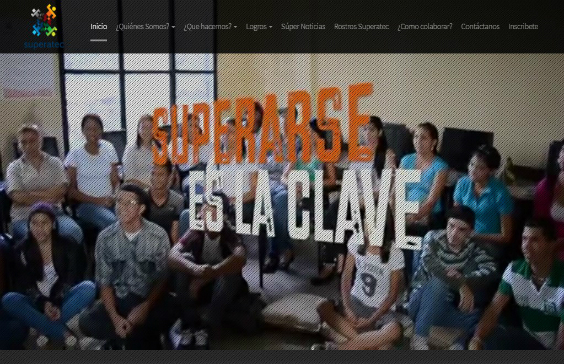 superatec
Inicio ¿Quiénes Somos? ¿Que hacemos? Logros Súper Noticias Rostros Superatec ¿Como colaborar? Contáctanos Inscribete
SUPERARSE
ES LA CLAVE
9